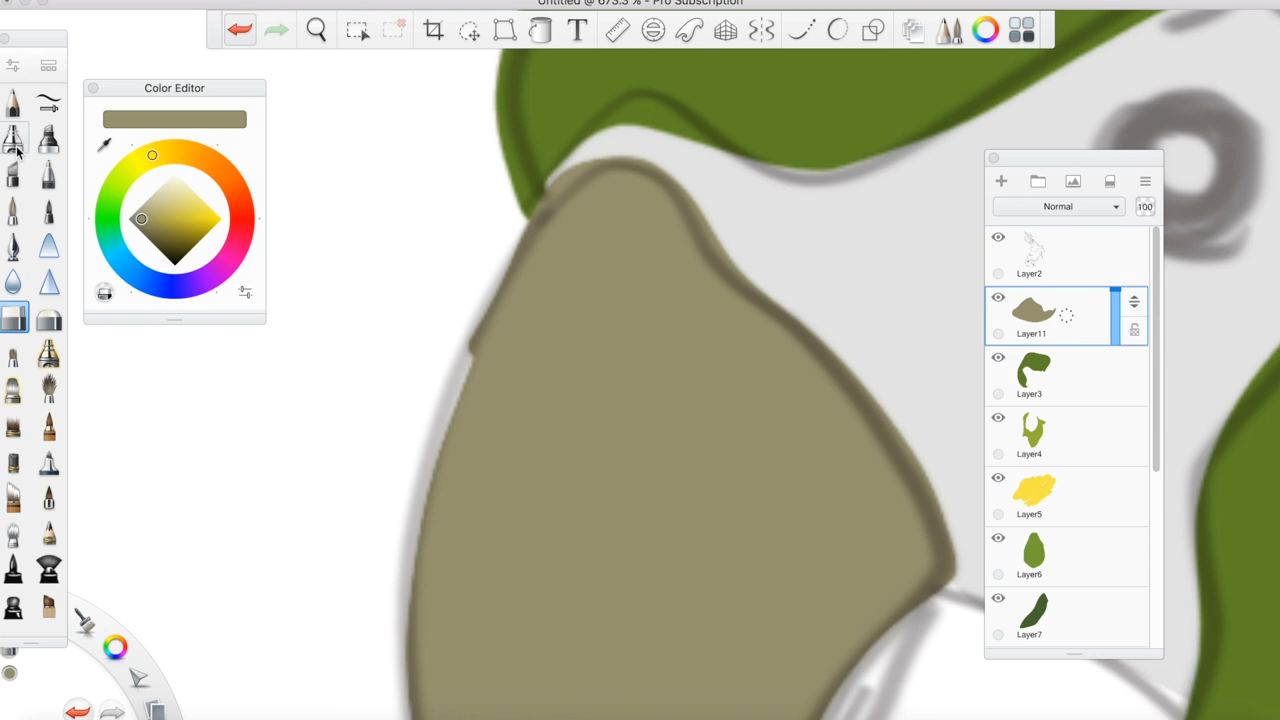 Untitled @ 673.3 % - Pro Subscription
T
Color Editor
Normal
100
Layer2
Layer11
Layer3
Layer4
Layer5
Layer6
Layer7